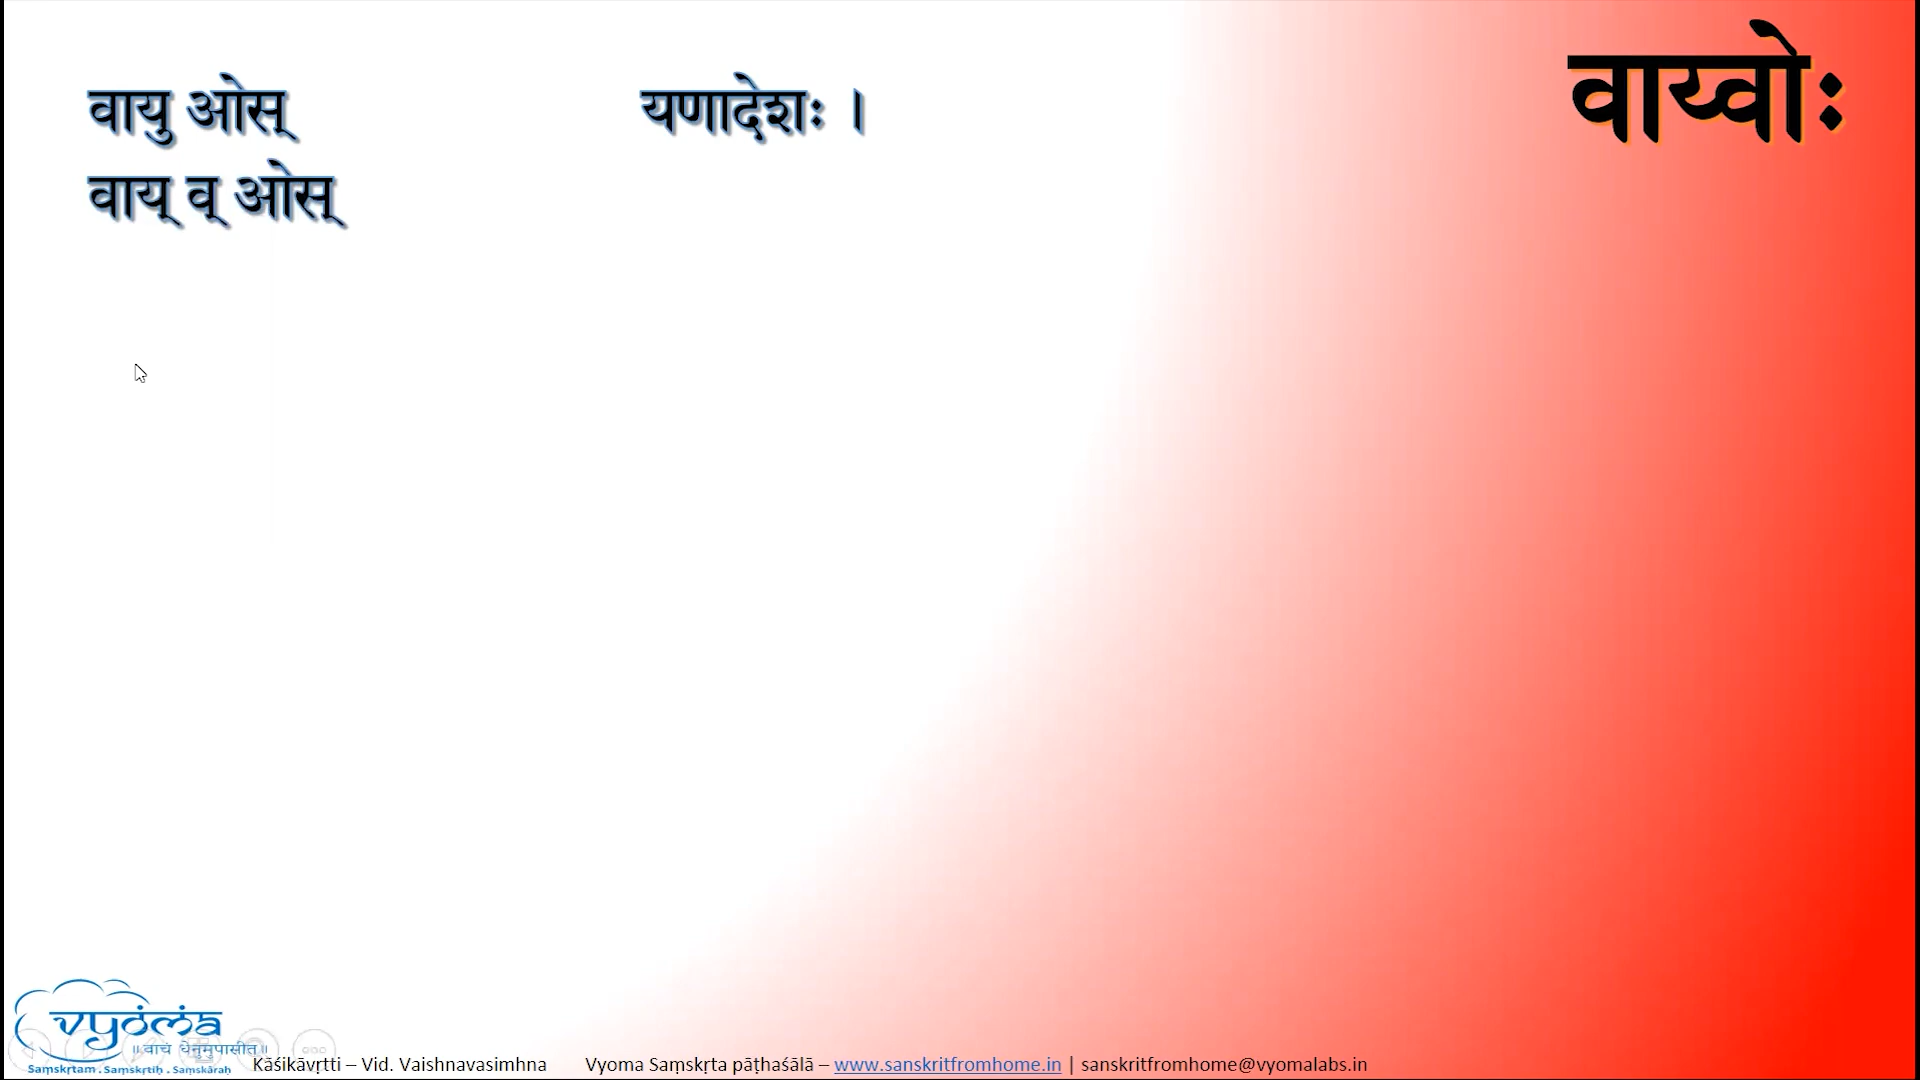 वाय्वोः
वायु ओस् यणादेशः ।
वाय् व् ओस्
vyoma
॥वाचं धेनुमुपासीत॥
Saṃskṛtam . Saṃskṛtiḥ . Saṃskāraḥ
Kāśikāvṛtti – Vid. Vaishnavasimhna Vyoma Saṃskṛta pāṭhaśālā – www.sanskritfromhome.in | sanskritfromhome@vyomalabs.in